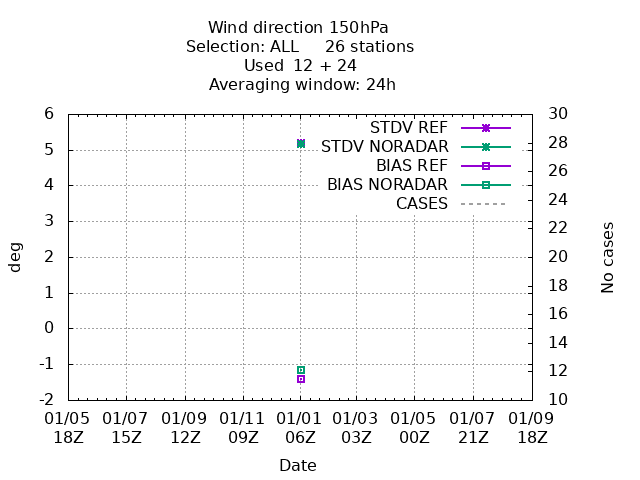 Wind direction 150hPa
Selection: ALL 26 stations
Used 12 + 24
Averaging window: 24h
STDV REF
STDV NORADAR
BIAS REF
BIAS NORADAR
CASES
6
5
4
3
2
1
0
-1
-2
deg
30
28
26
24
22
20
18
16
14
12
10
No cases
01/05 01/07 01/09 01/11 01/01 01/03 01/05 01/07 01/09
18Z 15Z 12Z 09Z 06Z 03Z 00Z 21Z 18Z
Date